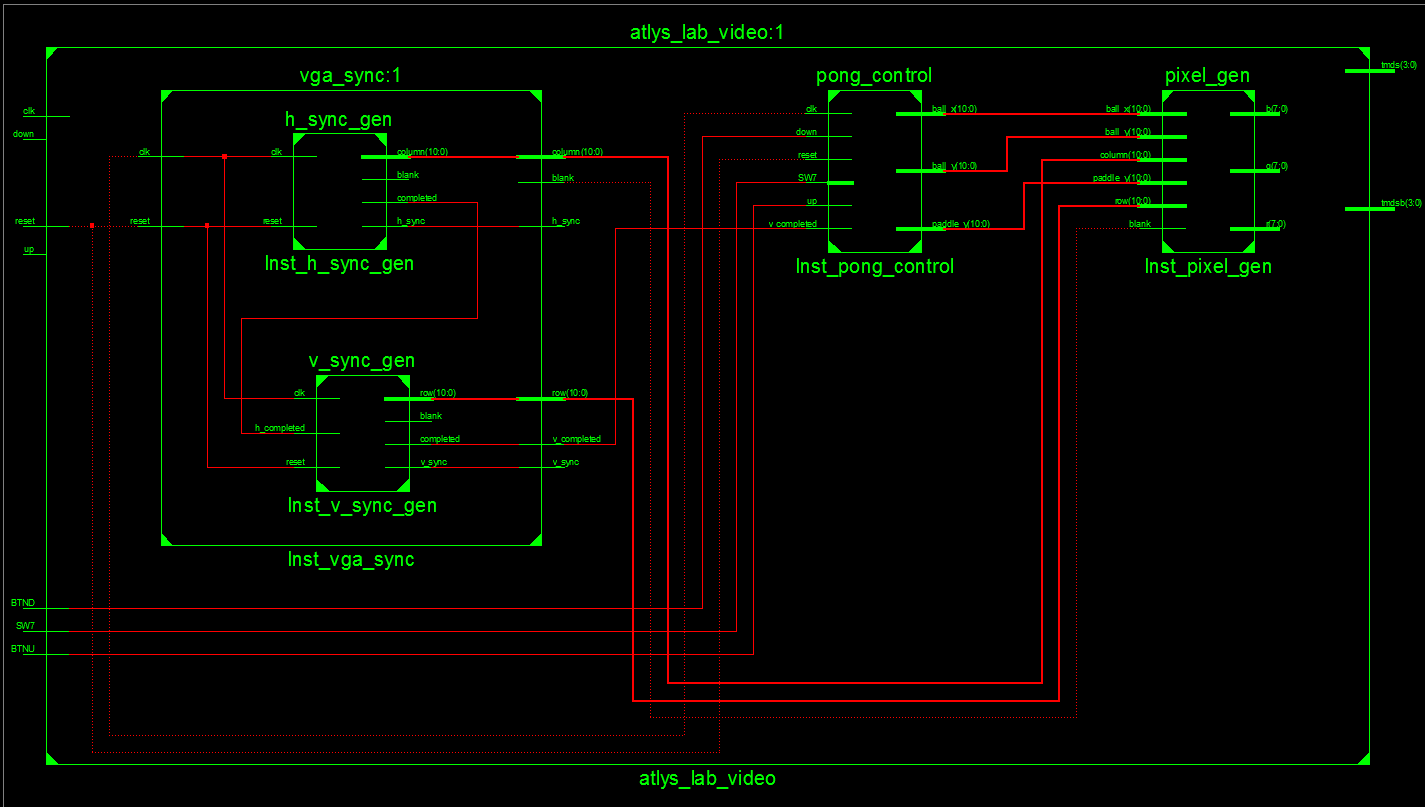 atlys_lab_video:1
tmds(3:0)
tmdsb(3:0)
clk
down
reset
up
BTND
SW7
BTNU
vga_sync:1
clk
reset
h_sync_gen
clk
reset
column(10:0)
blank
completed
h_sync
Inst_h_sync_gen
column(10:0)
blank
h_sync
v_sync_gen
clk
h_completed
reset
row(10:0)
blank
completed
v_sync
Inst_v_sync_gen
row(10:0)
v_completed
v_sync
Inst_vga_sync
pong_control
clk
down
reset
SW7
up
v_completed
ball_x(10:0)
ball_y(10:0)
paddle_y(10:0)
Inst_pong_control
pixel_gen
ball_x(10:0)
ball_y(10:0)
column(10:0)
paddle_y(10:0)
row(10:0)
blank
b(7:0)
g(7:0)
r(7:0)
Inst_pixel_gen
atlys_lab_video